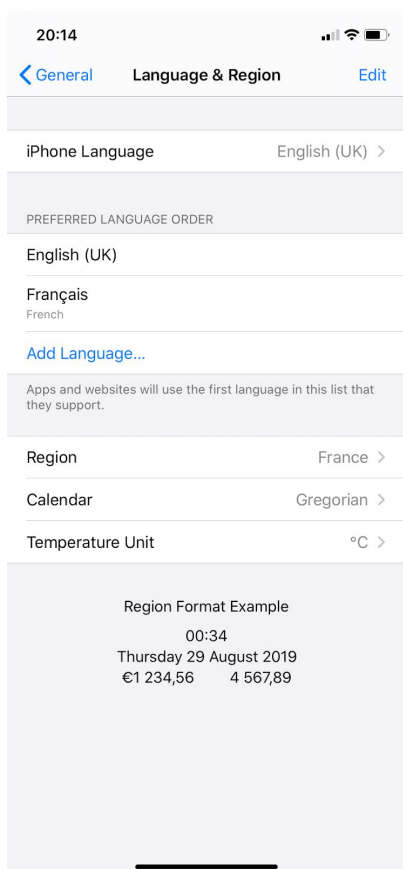 20:14
General
Language & Region
Edit
iPhone Language
English (UK)
PREFERRED LANGUAGE ORDER
English (UK)
Français
French
Add Language...
Apps and websites will use the first language in this list that
they support.
Region
France
Calendar
Gregorian
Temperature Unit
°C
Region Format Example
00:34
Thursday 29 August 2019
€1 234,56 4 567,89